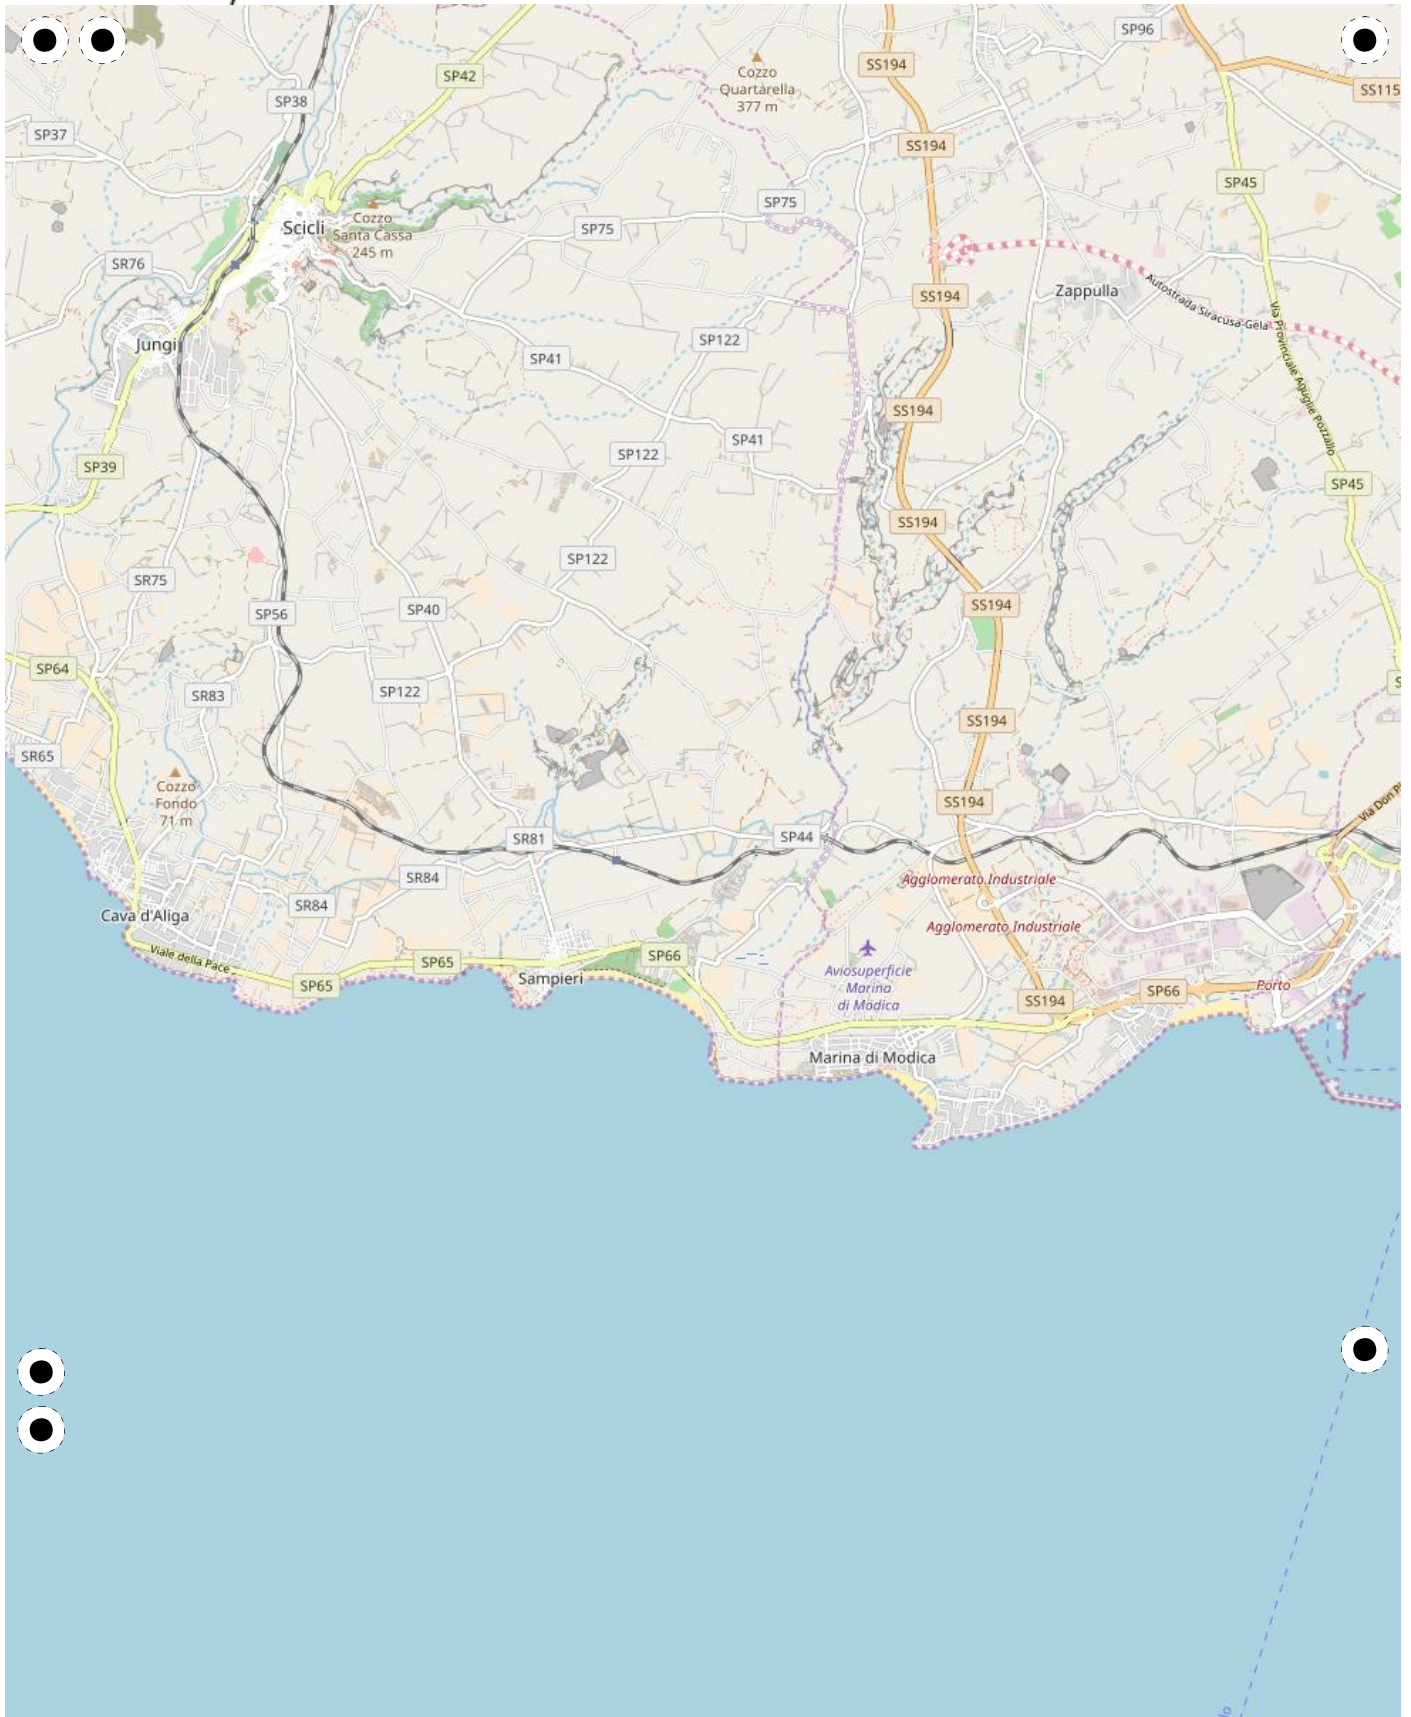 SP96
SS194
Cozzo
Quartarella
377 m
SP42
SS115
SP38
SP37
SS194
SP45
SP75
Cozzo
Santa Cassa
245 m
Scicli
SP75
SR76
Zappulla
Autostrada Siracusa-Gela
SS194
Via Provinciale Aguglie Pozzallo
Jungi
SP122
SP41
SS194
SP41
SP122
SP39
SP45
SS194
SP122
SR75
SP40
SP56
SS194
SP64
SP122
SR83
SS194
SR65
Cozzo
Fondo
71 m
SS194
SR81
SP44
SR84
Agglomerato Industriale
SR84
Cava d'Aliga
Agglomerato Industriale
Viale della Pace
SP65
SP66
Sampieri
Aviosuperficie
Marina
di Modica
SP65
SS194
SP66
Porto
Marina di Modica